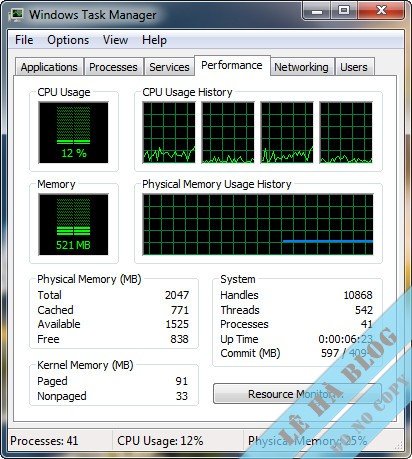 Windows Task Manager
File Options View Help
Applications Processes Services Performance Networking Users
CPU Usage CPU Usage History
12 %
Memory Physical Memory Usage History
521 MB
Physical Memory (MB)
Total 2047
Cached 771
Available 1525
Free 838
Kernel Memory (MB)
Paged 91
Nonpaged 33
System
Handles 10868
Threads 542
Processes 41
Up Time 0:00:06:23
Commit (MB) 597 / 409
Resource Monitor...
Processes: 41 CPU Usage: 12% Physical Memory: 25%
LÊ HÀ BLOG
NO COPY